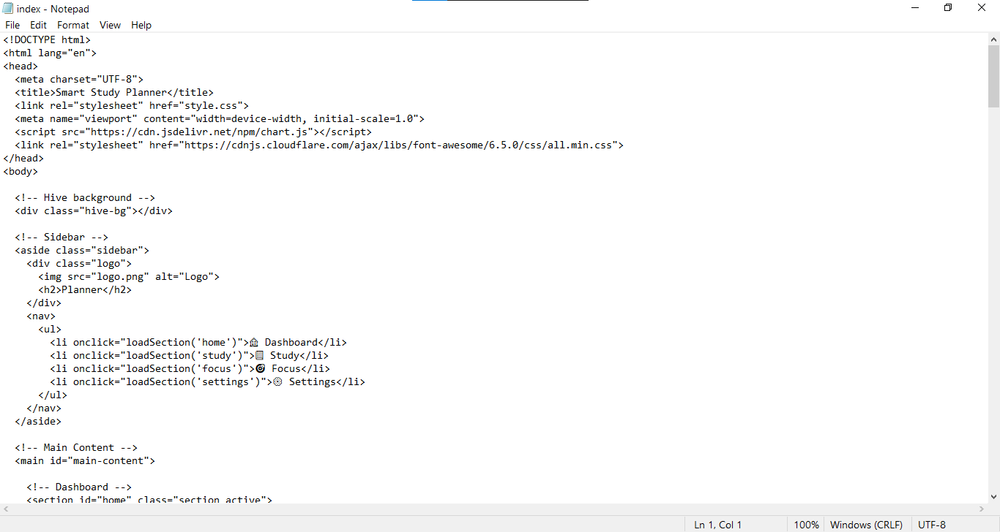 index - Notepad
File Edit Format View Help
<!DOCTYPE html>
<html lang="en">
<head>
  <meta charset="UTF-8">
  <title>Smart Study Planner</title>
  <link rel="stylesheet" href="style.css">
  <meta name="viewport" content="width=device-width, initial-scale=1.0">
  <script src="https://cdn.jsdelivr.net/npm/chart.js"></script>
  <link rel="stylesheet" href="https://cdnjs.cloudflare.com/ajax/libs/font-awesome/6.5.0/css/all.min.css">
</head>
<body>

  <!-- Hive background -->
  <div class="hive-bg"></div>

  <!-- Sidebar -->
  <aside class="sidebar">
    <div class="logo">
      <img src="logo.png" alt="Logo">
      <h2>Planner</h2>
    </div>
    <nav>
      <ul>
        <li onclick="loadSection('home')">🏠 Dashboard</li>
        <li onclick="loadSection('study')">📘 Study</li>
        <li onclick="loadSection('focus')">🎯 Focus</li>
        <li onclick="loadSection('settings')">⚙ Settings</li>
      </ul>
    </nav>
  </aside>

  <!-- Main Content -->
  <main id="main-content">

    <!-- Dashboard -->
    <section id="home" class="section active">
Ln 1, Col 1 100% Windows (CRLF) UTF-8